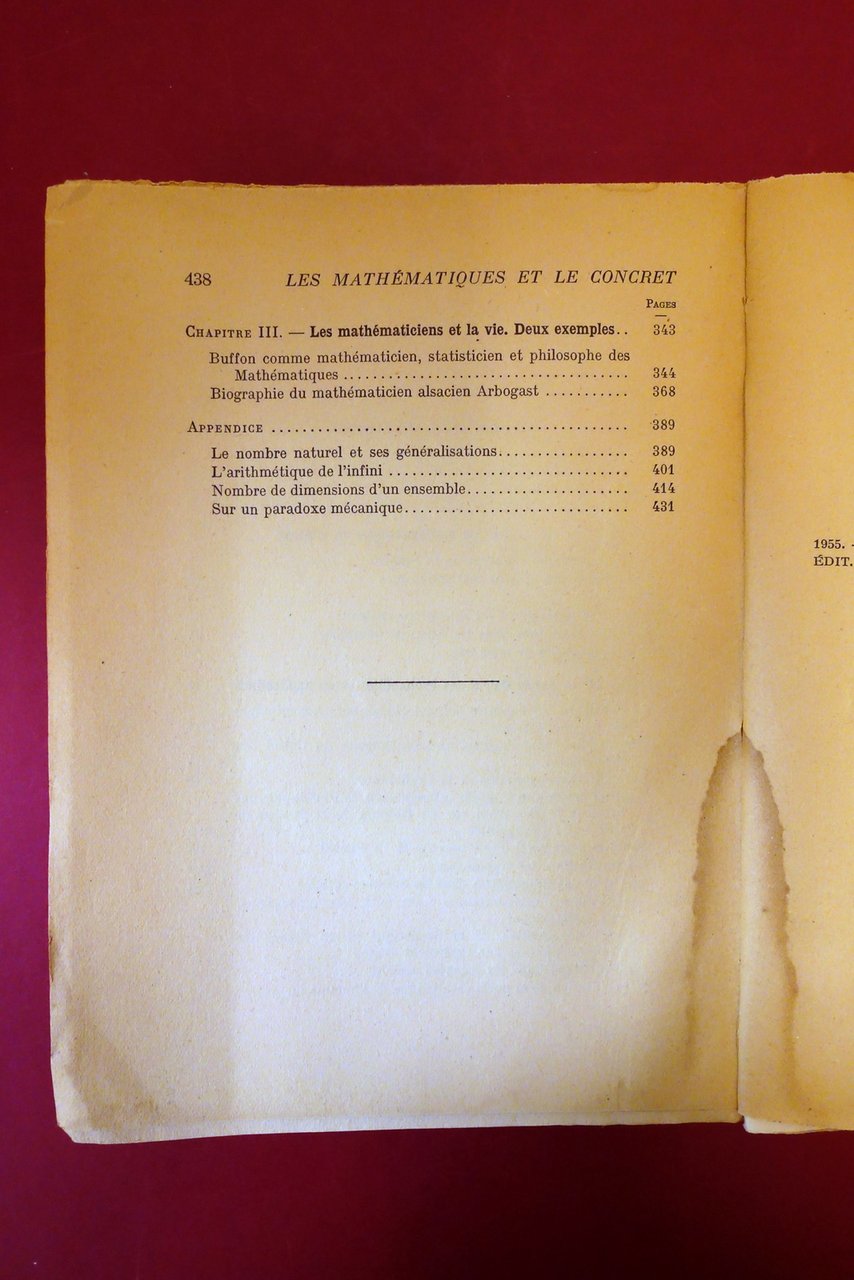 438 LES MATHÉMATIQUES ET LE CONCRET
PAGES
CHAPITRE III. — Les mathématiciens et la vie. Deux exemples.. 343
Buffon comme mathématicien, statisticien et philosophe des
Mathématiques .................................... 344
Biographie du mathématicien alsacien Arbogast ........... 368
APPENDICE .............................................. 389
Le nombre naturel et ses généralisations................. 389
L'arithmétique de l'infini ............................... 401
Nombre de dimensions d'un ensemble..................... 414
Sur un paradoxe mécanique............................. 431
1955. -
ÉDIT.